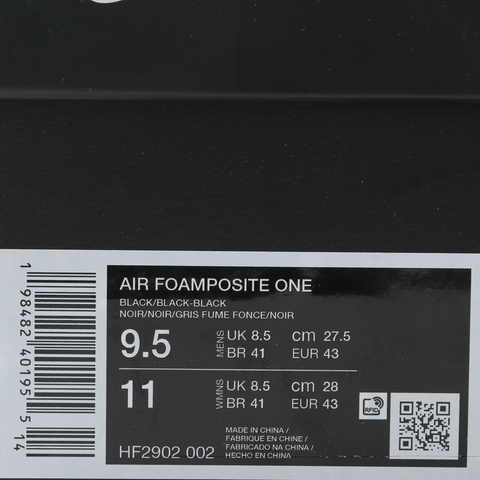 AIR FOAMPOSITE ONE
BLACK/BLACK-BLACK
NOIR/NOIR/GRIS FUME FONCE/NOIR
9.5 MENS UK 8.5 cm 27.5
BR 41 EUR 43
11 WMNS UK 8.5 cm 28
BR 41 EUR 43
RFID
MADE IN CHINA /
FABRIQUE EN CHINE /
FABRICADO NA CHINA /
HECHO EN CHINA
HF2902 002
1 98482 40195 5 14